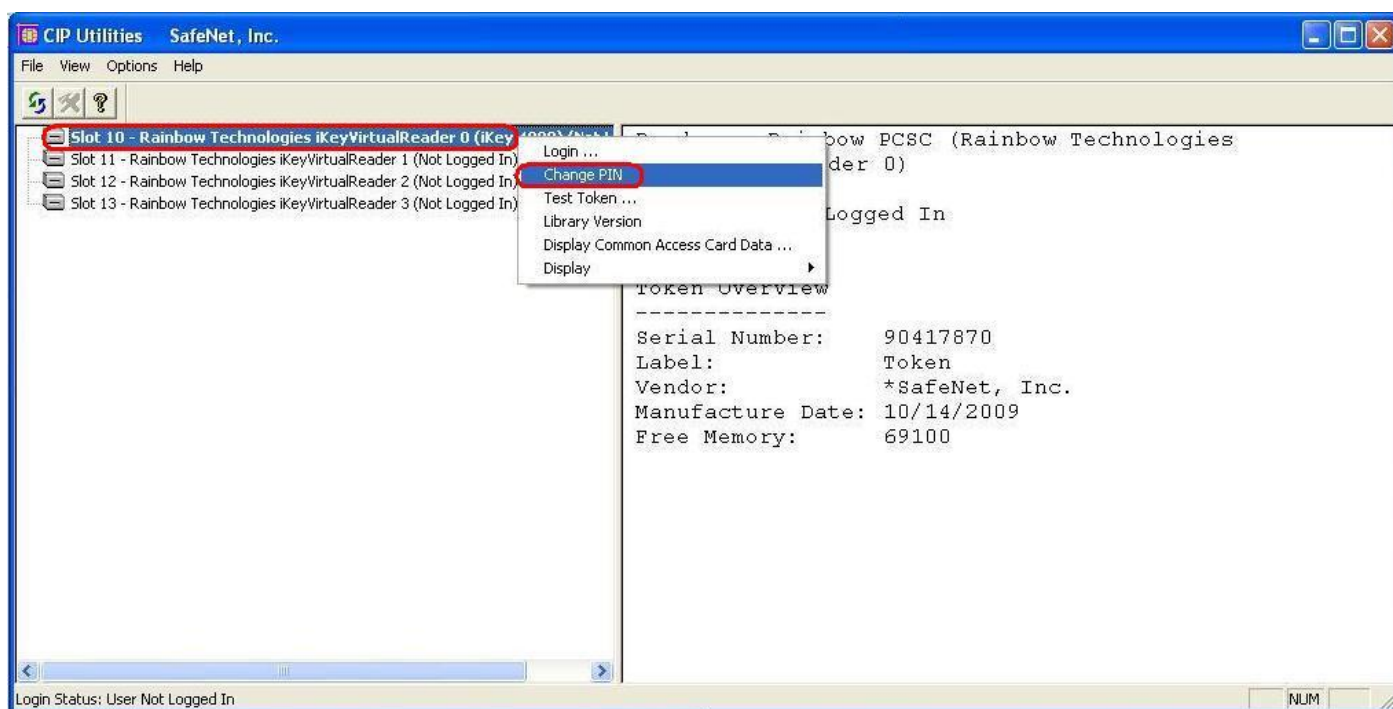 CIP Utilities SafeNet, Inc.
File View Options Help
Slot 10 - Rainbow Technologies iKeyVirtualReader 0 (iKey
Slot 11 - Rainbow Technologies iKeyVirtualReader 1 (Not Logged In)
Slot 12 - Rainbow Technologies iKeyVirtualReader 2 (Not Logged In)
Slot 13 - Rainbow Technologies iKeyVirtualReader 3 (Not Logged In)
Login ...
Change PIN
Test Token ...
Library Version
Display Common Access Card Data ...
Display
PCSC (Rainbow Technologies
0)
Logged In
Token Overview
--------------
Serial Number: 90417870
Label: Token
Vendor: *SafeNet, Inc.
Manufacture Date: 10/14/2009
Free Memory: 69100
Login Status: User Not Logged In
NUM